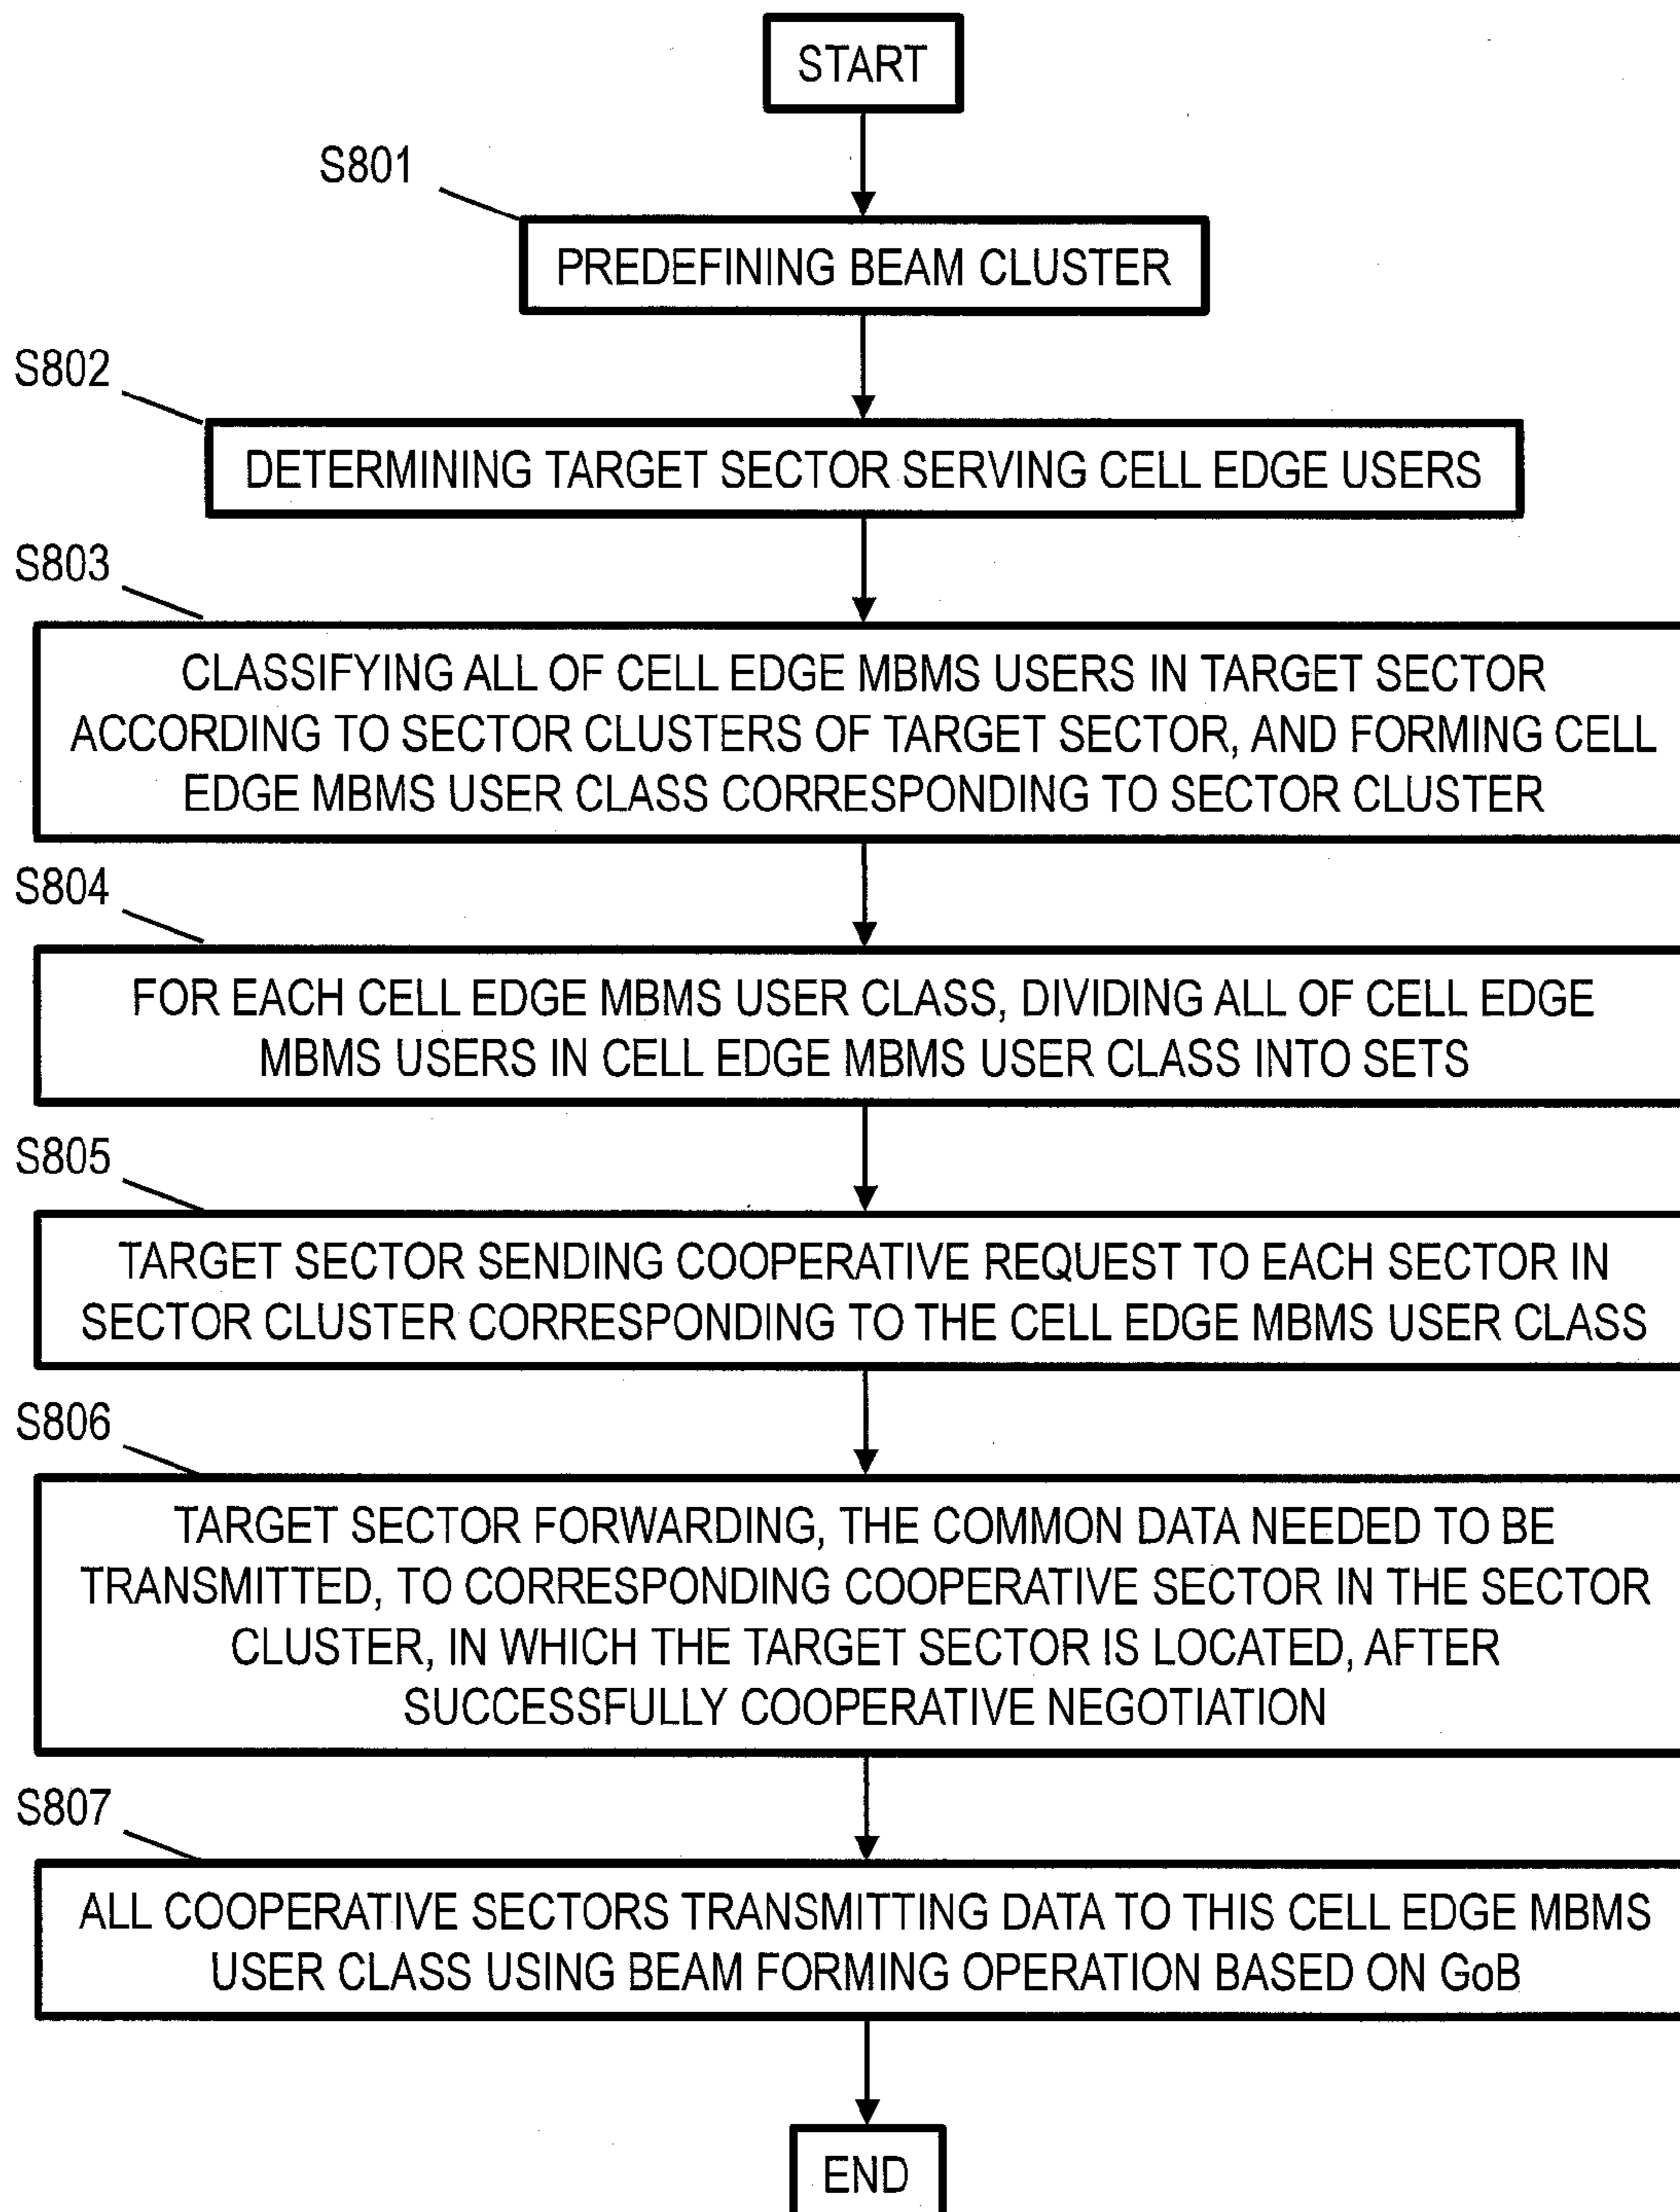 START
S801
PREDEFINING BEAM CLUSTER
S802
DETERMINING TARGET SECTOR SERVING CELL EDGE USERS
S803
CLASSIFYING ALL OF CELL EDGE MBMS USERS IN TARGET SECTOR
ACCORDING TO SECTOR CLUSTERS OF TARGET SECTOR, AND FORMING CELL
EDGE MBMS USER CLASS CORRESPONDING TO SECTOR CLUSTER
S804
FOR EACH CELL EDGE MBMS USER CLASS, DIVIDING ALL OF CELL EDGE
MBMS USERS IN CELL EDGE MBMS USER CLASS INTO SETS
S805
TARGET SECTOR SENDING COOPERATIVE REQUEST TO EACH SECTOR IN
SECTOR CLUSTER CORRESPONDING TO THE CELL EDGE MBMS USER CLASS
S806
TARGET SECTOR FORWARDING, THE COMMON DATA NEEDED TO BE
TRANSMITTED, TO CORRESPONDING COOPERATIVE SECTOR IN THE SECTOR
CLUSTER, IN WHICH THE TARGET SECTOR IS LOCATED, AFTER
SUCCESSFULLY COOPERATIVE NEGOTIATION
S807
ALL COOPERATIVE SECTORS TRANSMITTING DATA TO THIS CELL EDGE MBMS
USER CLASS USING BEAM FORMING OPERATION BASED ON GoB
END